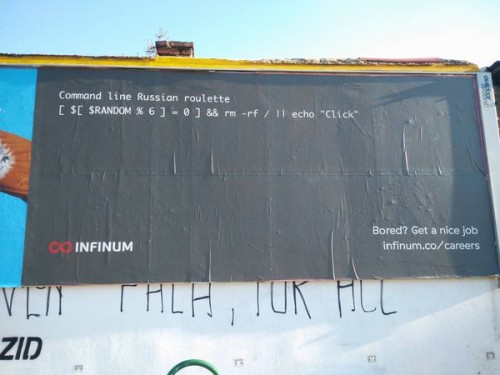 Command line Russian roulette
[ $[ $RANDOM % 6 ] = 0 ] && rm -rf / || echo "Click"
INFINUM
Bored? Get a nice job
infinum.co/careers
ZID